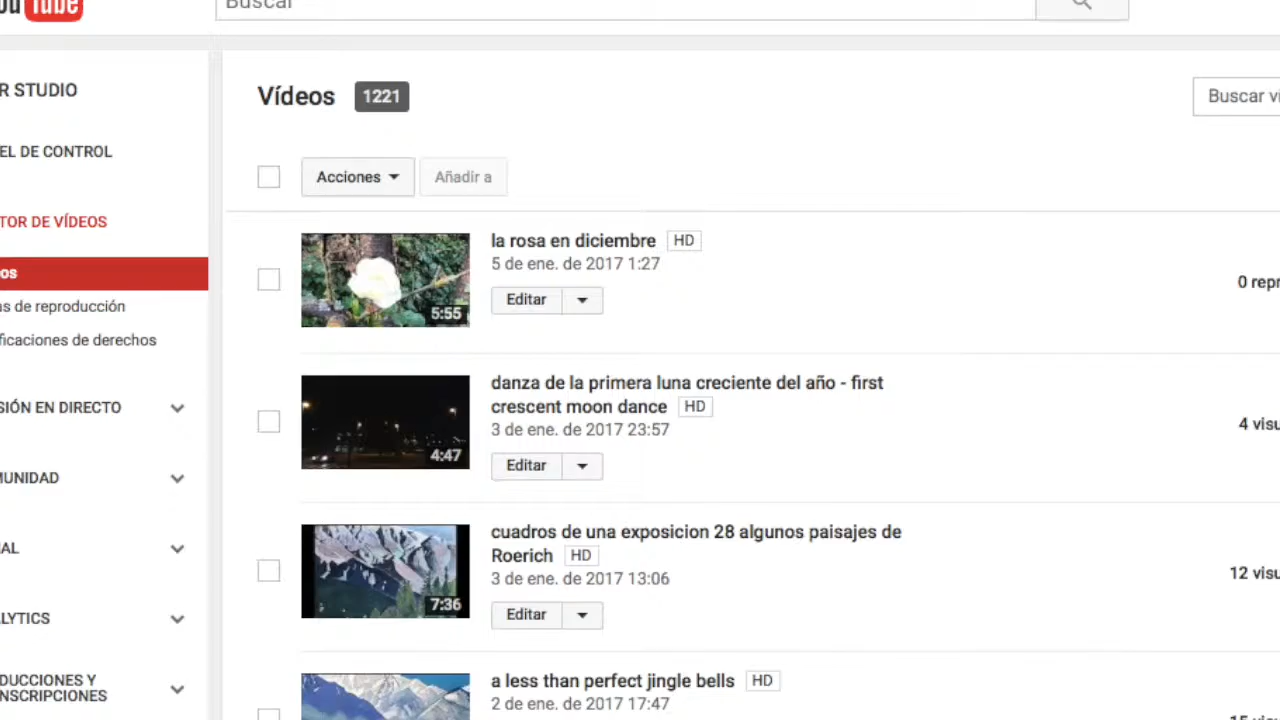 ou Tube
Buscar
R STUDIO
EL DE CONTROL
TOR DE VÍDEOS
os
s de reproducción
ficaciones de derechos
SIÓN EN DIRECTO
MUNIDAD
AL
LYTICS
DUCCIONES Y
NSCRIPCIONES
Vídeos 1221
Buscar ví
Acciones Añadir a
5:55
la rosa en diciembre HD
5 de ene. de 2017 1:27
Editar
0 repr
4:47
danza de la primera luna creciente del año - first
crescent moon dance HD
3 de ene. de 2017 23:57
Editar
4 visu
7:36
cuadros de una exposicion 28 algunos paisajes de
Roerich HD
3 de ene. de 2017 13:06
Editar
12 visu
a less than perfect jingle bells HD
2 de ene. de 2017 17:47